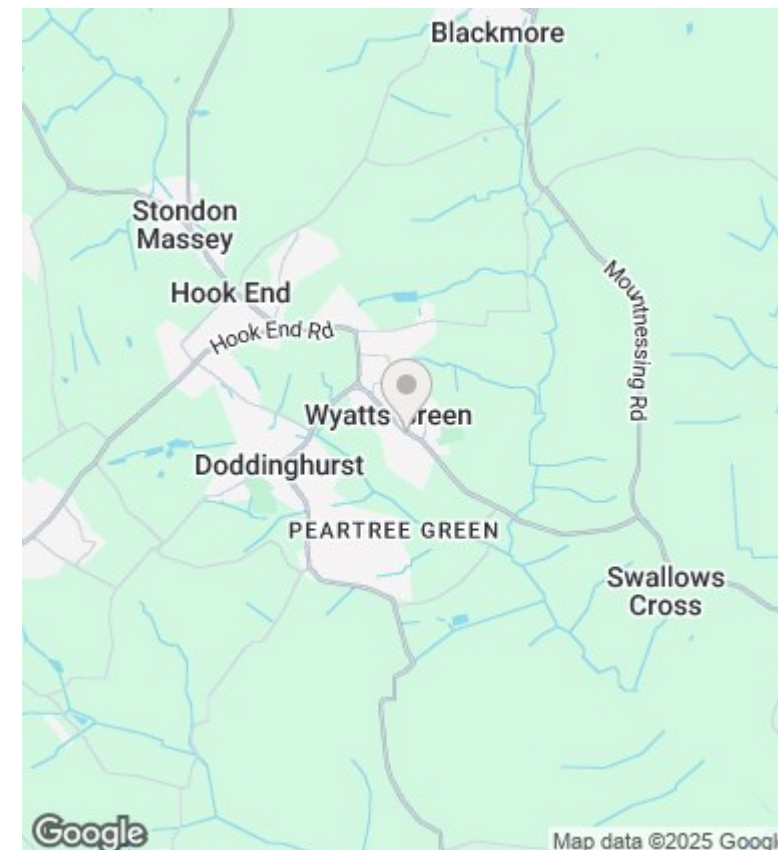 Blackmore
Stondon
Massey
Hook End
Hook End Rd
Mountnessing Rd
Wyatts Green
Doddinghurst
PEARTREE GREEN
Swallows
Cross
Google
Map data ©2025 Googl